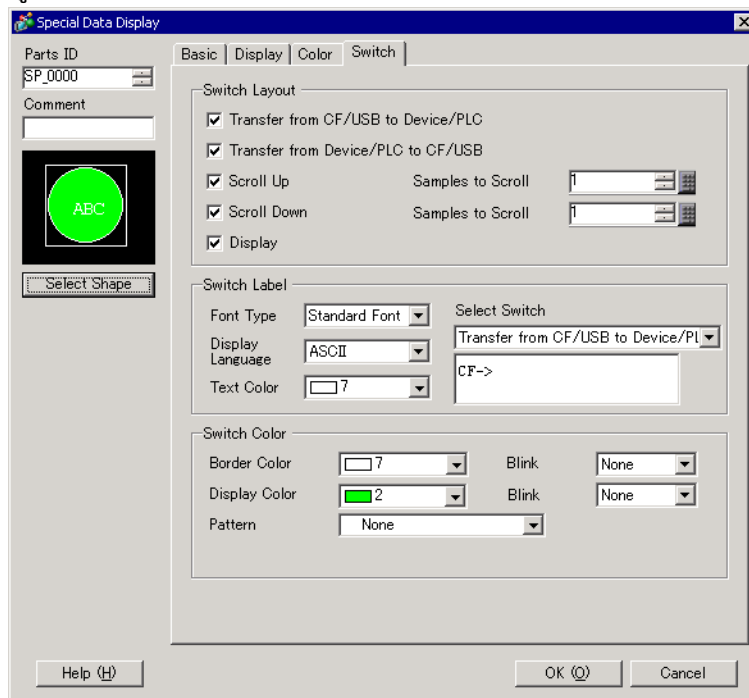 Special Data Display
Parts ID
SP_0000
Comment
ABC
Select Shape
Basic Display Color Switch
Switch Layout
Transfer from CF/USB to Device/PLC
Transfer from Device/PLC to CF/USB
Scroll Up Samples to Scroll 1
Scroll Down Samples to Scroll 1
Display
Switch Label
Font Type Standard Font
Display Language ASCII
Text Color 7
Select Switch
Transfer from CF/USB to Device/PL
CF->
Switch Color
Border Color 7 Blink None
Display Color 2 Blink None
Pattern None
Help (H) OK (O) Cancel